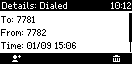 Details: Dialed 10:12
To: 7781
From: 7782
Time: 01/09 15:06